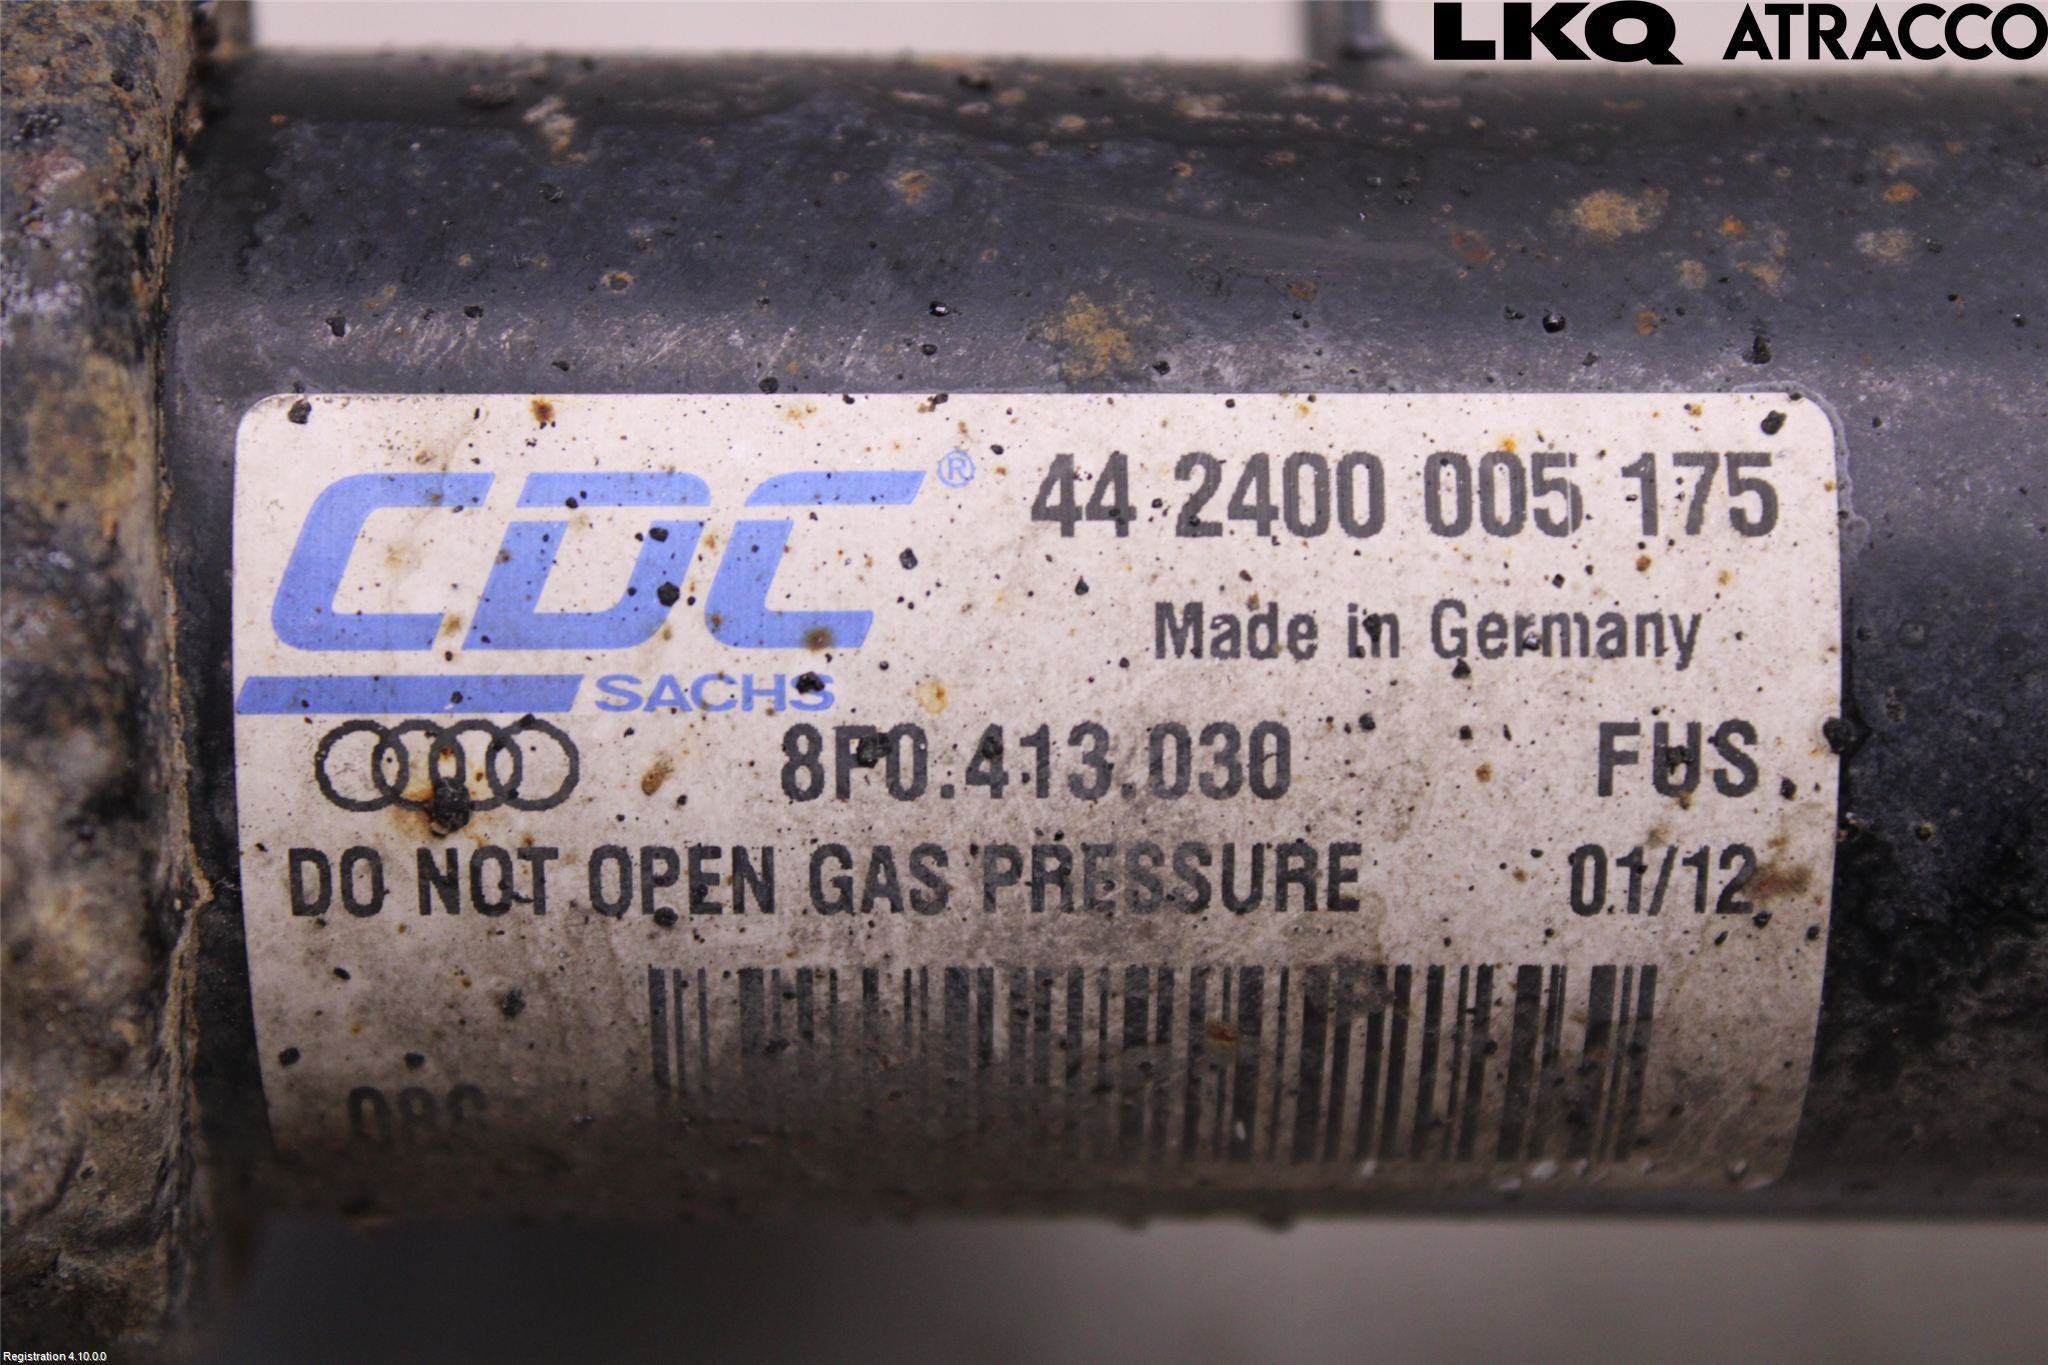 LKQ ATRACCO
CDC® 44 2400 005 175
Made in Germany
SACHS
8F0.413.030 FUS
DO NOT OPEN GAS PRESSURE 01/12
Registration 4.10.0.0